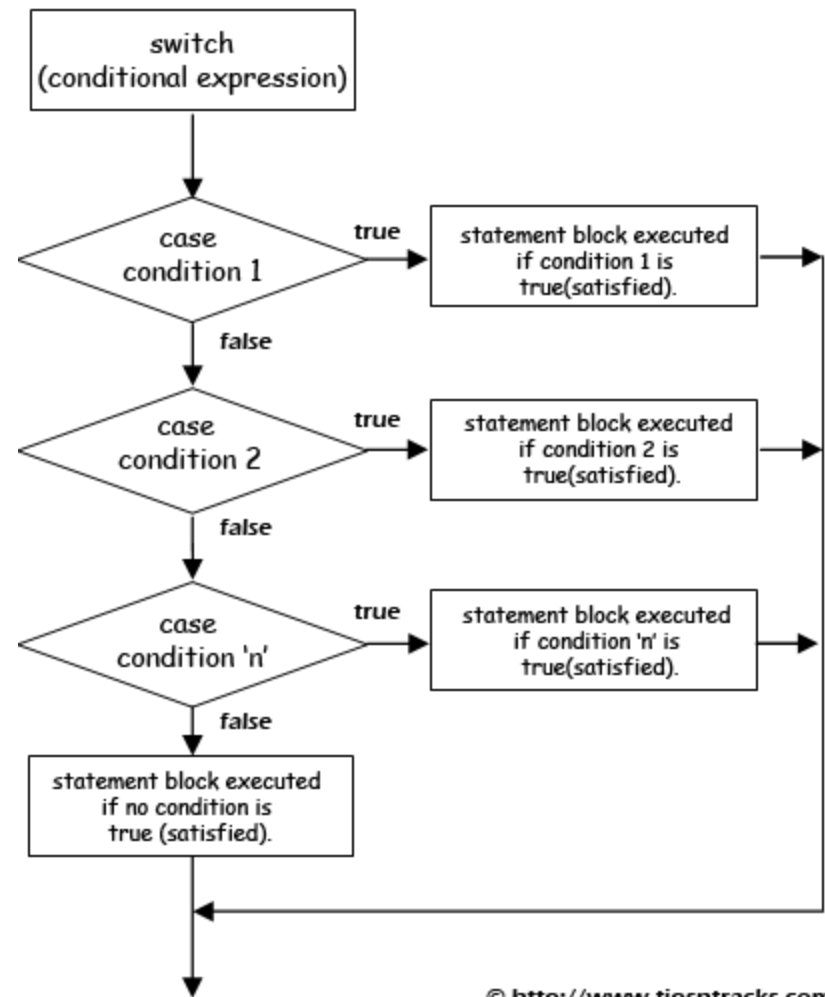 switch
(conditional expression)
case
condition 1
true
statement block executed
if condition 1 is
true(satisfied).
false
case
condition 2
true
statement block executed
if condition 2 is
true(satisfied).
false
case
condition 'n'
true
statement block executed
if condition 'n' is
true(satisfied).
false
statement block executed
if no condition is
true (satisfied).